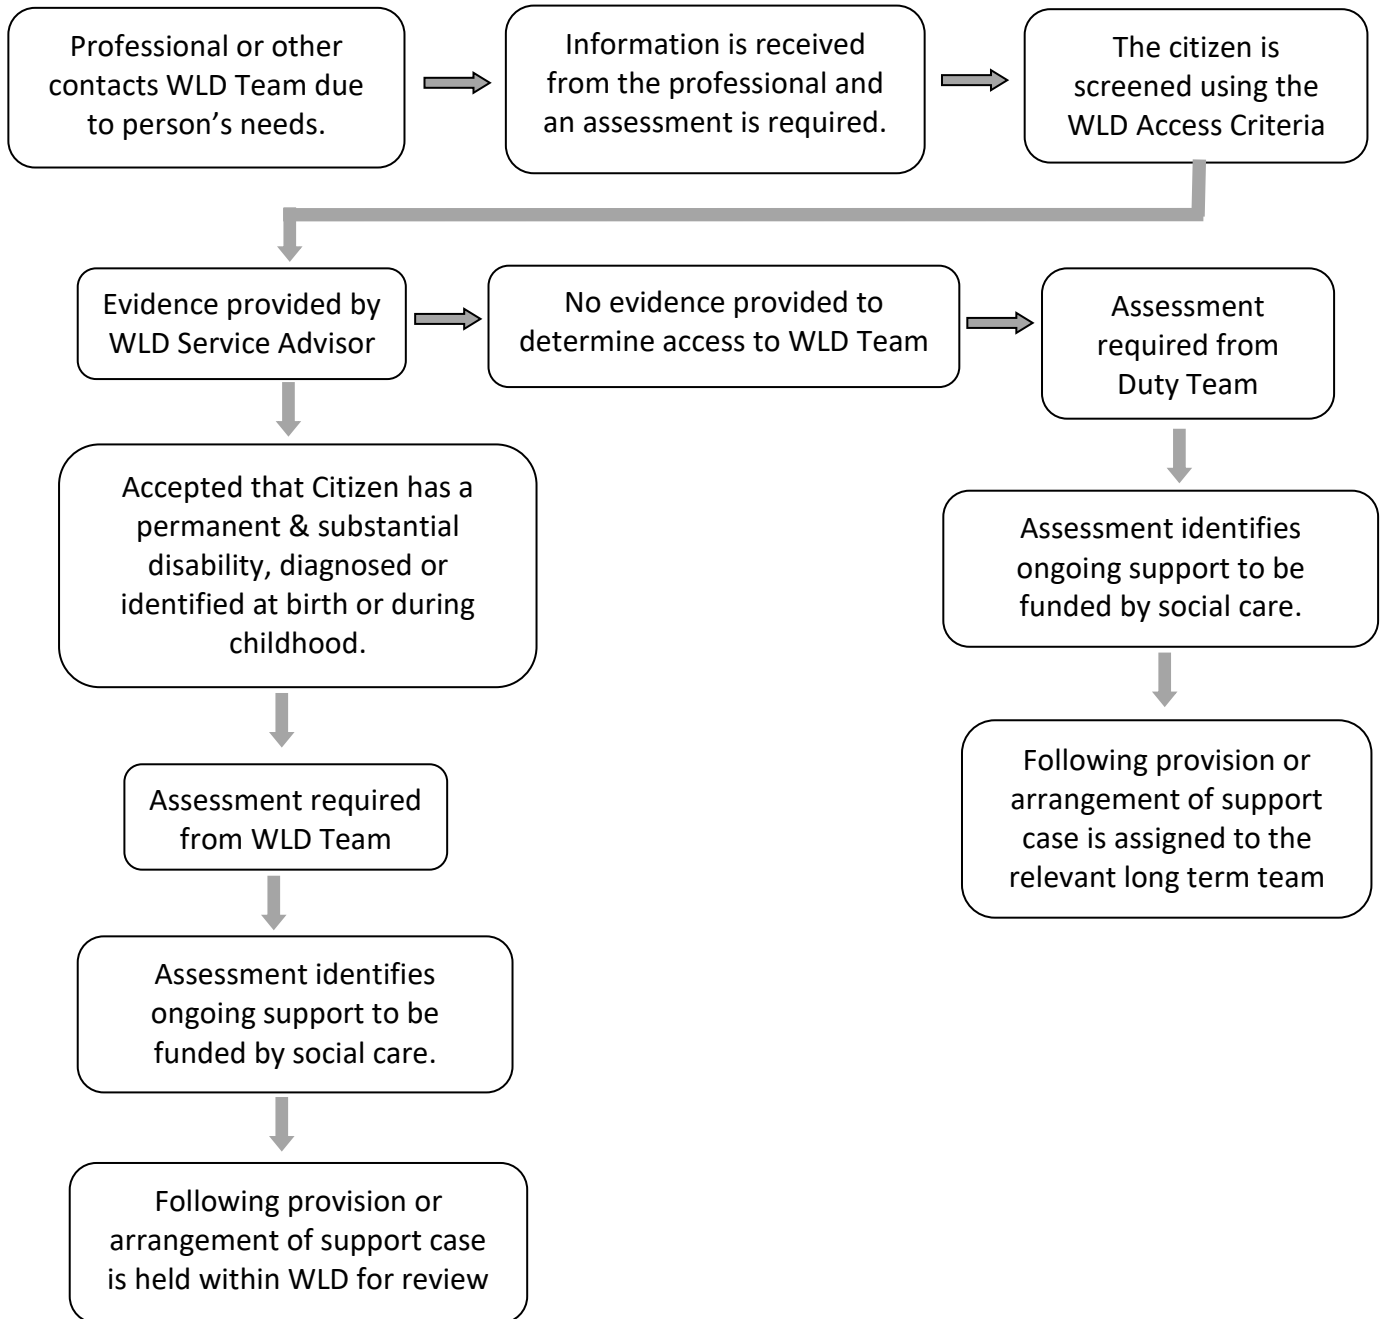 Professional or other
contacts WLD Team due
to person's needs.
Information is received
from the professional and
an assessment is required.
The citizen is
screened using the
WLD Access Criteria
Evidence provided by
WLD Service Advisor
No evidence provided to
determine access to WLD Team
Assessment
required from
Duty Team
Accepted that Citizen has a
permanent & substantial
disability, diagnosed or
identified at birth or during
childhood.
Assessment identifies
ongoing support to be
funded by social care.
Following provision or
arrangement of support
case is assigned to the
relevant long term team
Assessment required
from WLD Team
Assessment identifies
ongoing support to be
funded by social care.
Following provision or
arrangement of support case
is held within WLD for review